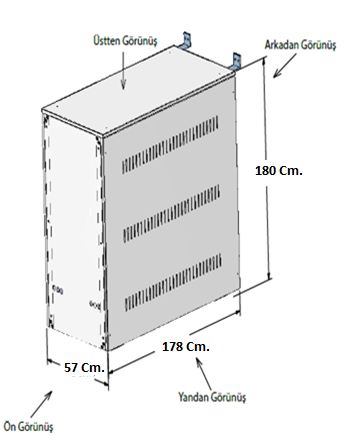 Üstten Görünüş
Arkadan Görünüş
180 Cm.
178 Cm.
57 Cm.
Yandan Görünüş
Ön Görünüş